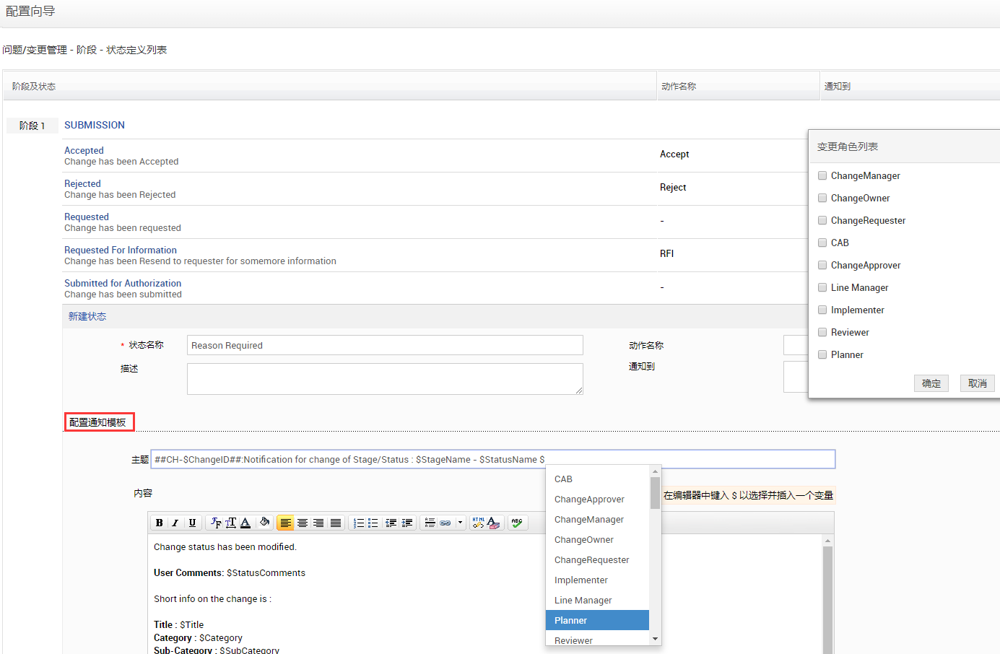 配置向导
问题/变更管理 - 阶段 - 状态定义列表
阶段及状态 动作名称 通知到
阶段 1 SUBMISSION
Accepted
Change has been Accepted
Accept
Rejected
Change has been Rejected
Reject
Requested
Change has been requested
-
Requested For Information
Change has been Resend to requester for somemore information
RFI
Submitted for Authorization
Change has been submitted
-
变更角色列表
ChangeManager
ChangeOwner
ChangeRequester
CAB
ChangeApprover
Line Manager
Implementer
Reviewer
Planner
确定 取消
新建状态
* 状态名称 Reason Required 动作名称
描述 通知到
配置通知模板
主题 ##CH-$ChangeID##:Notification for change of Stage/Status : $StageName - $StatusName $
CAB
ChangeApprover
ChangeManager
ChangeOwner
ChangeRequester
Implementer
Line Manager
Planner
Reviewer
内容 在编辑器中键入 $ 以选择并插入一个变量
B I U HTML ABC
Change status has been modified.
User Comments: $StatusComments
Short info on the change is :
Title : $Title
Category : $Category
Sub-Category : $SubCategory